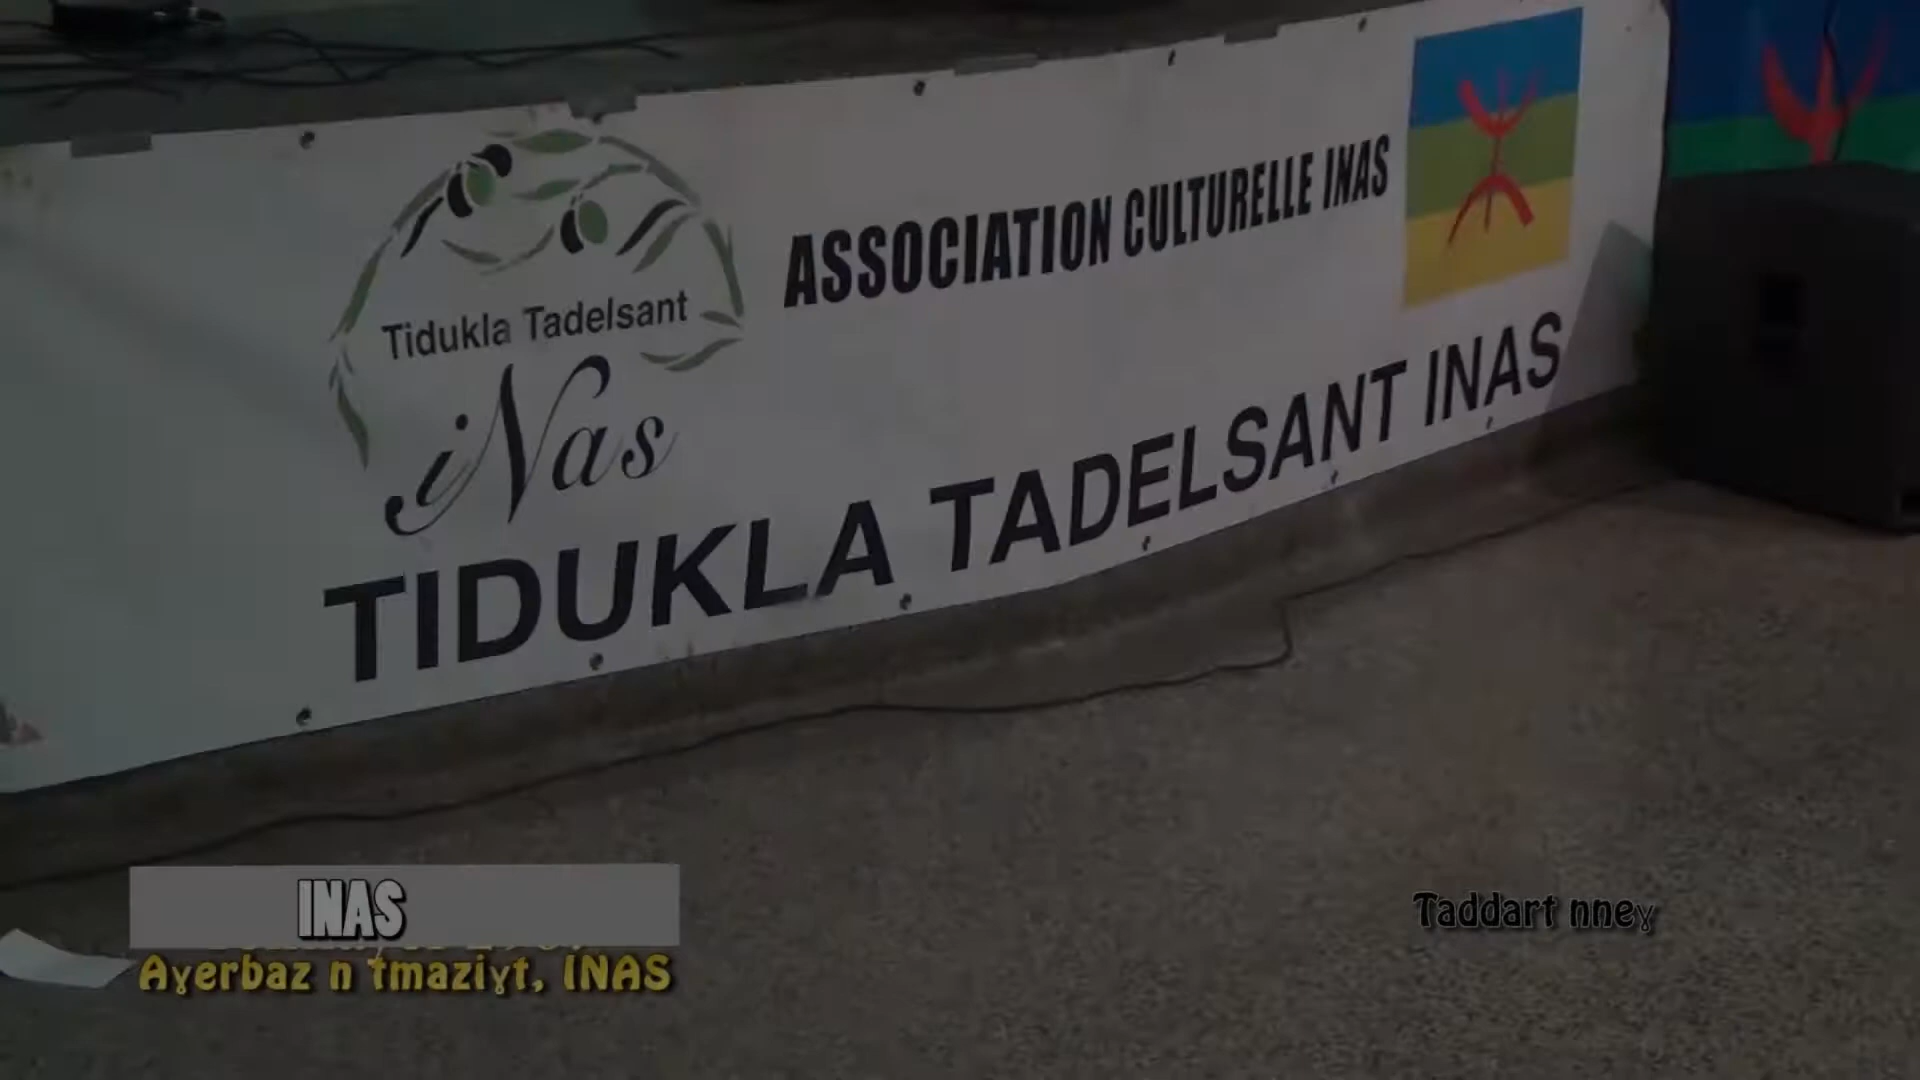 ASSOCIATION CULTURELLE INAS
Tidukla Tadelsant
iNas
TIDUKLA TADELSANT INAS
INAS
Taddart nneɣ
Aɣerbaz n tmaziɣt, INAS